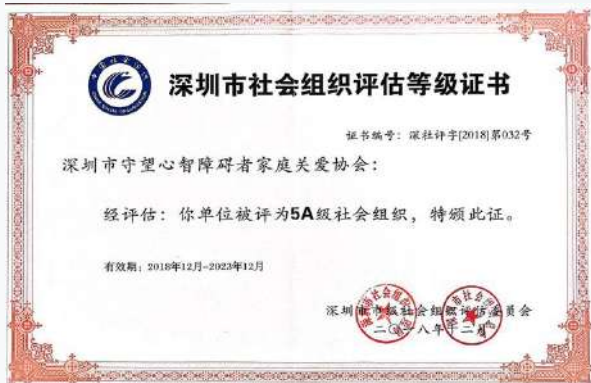 深圳市社会组织评估等级证书
证书编号：深社评字[2018]第032号
深圳市守望心智障碍者家庭关爱协会：
经评估：你单位被评为5A级社会组织，特颁此证。
有效期：2018年12月-2023年12月
深圳市市级社会组织评估委员会
二〇一八年十二月